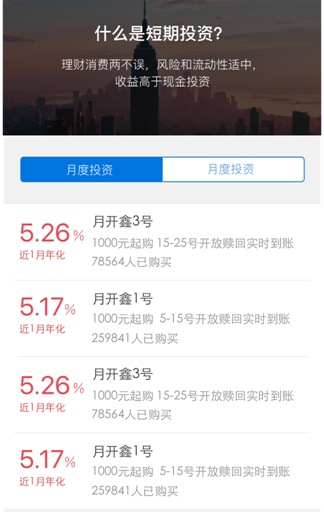 什么是短期投资?
理财消费两不误，风险和流动性适中，
收益高于现金投资
月度投资
月度投资
5.26%
近1月年化
月开鑫3号
1000元起购 15-25号开放赎回实时到账
78564人已购买
5.17%
近1月年化
月开鑫1号
1000元起购 5-15号开放赎回实时到账
259841人已购买
5.26%
近1月年化
月开鑫3号
1000元起购 15-25号开放赎回实时到账
78564人已购买
5.17%
近1月年化
月开鑫1号
1000元起购 5-15号开放赎回实时到账
259841人已购买